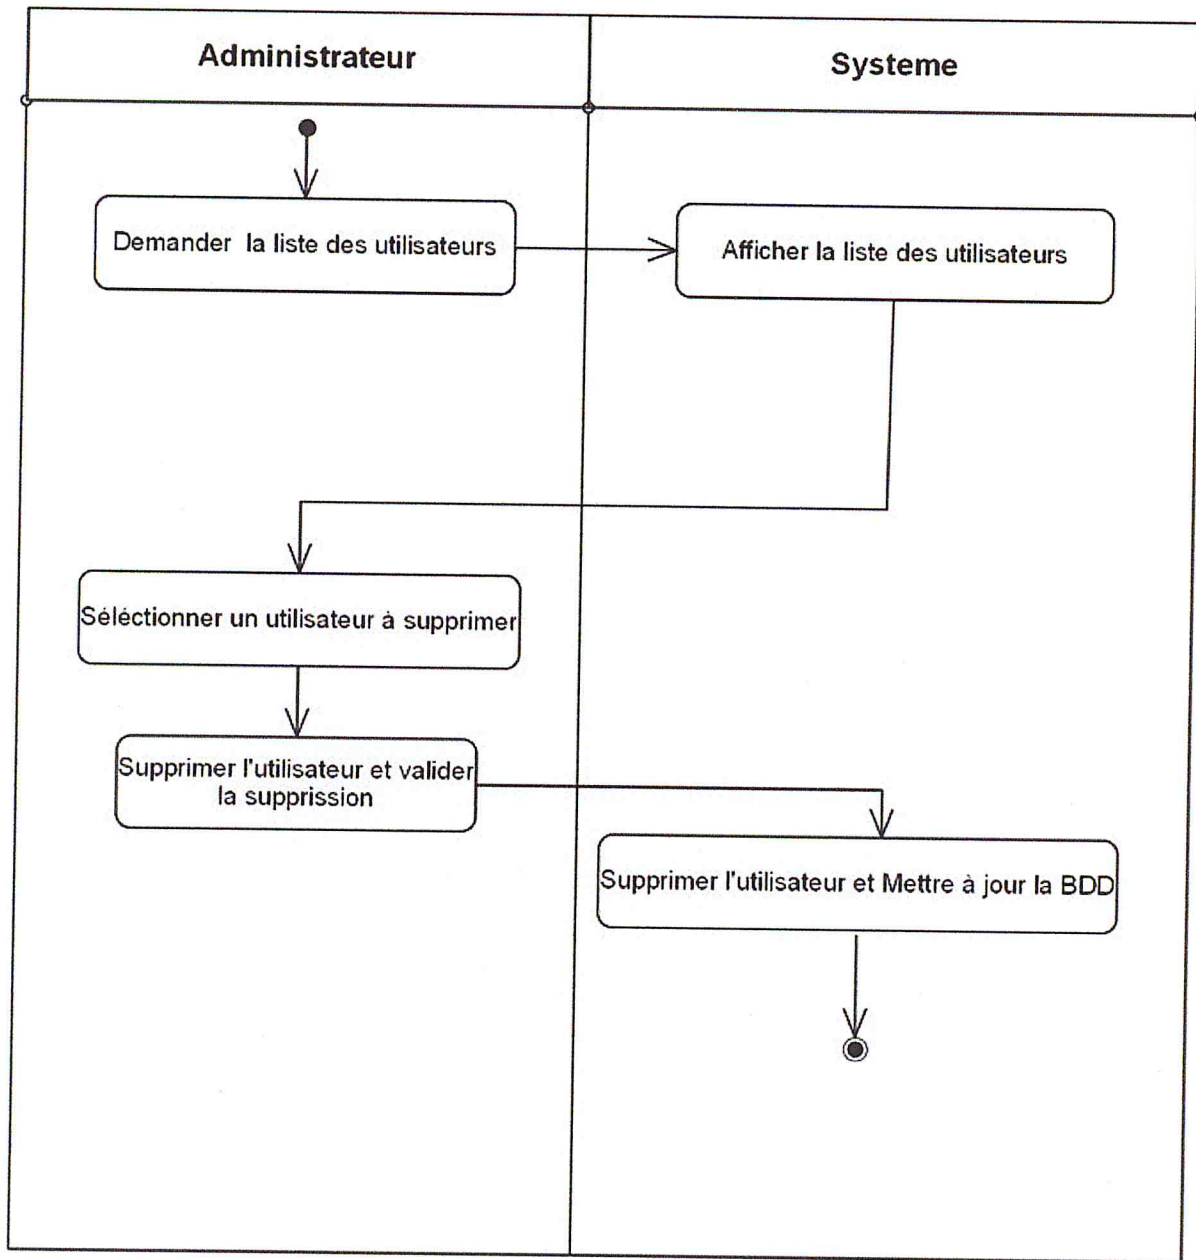 Administrateur
Systeme
Demander la liste des utilisateurs
Afficher la liste des utilisateurs
Séléctionner un utilisateur à supprimer
Supprimer l'utilisateur et valider
la supprission
Supprimer l'utilisateur et Mettre à jour la BDD